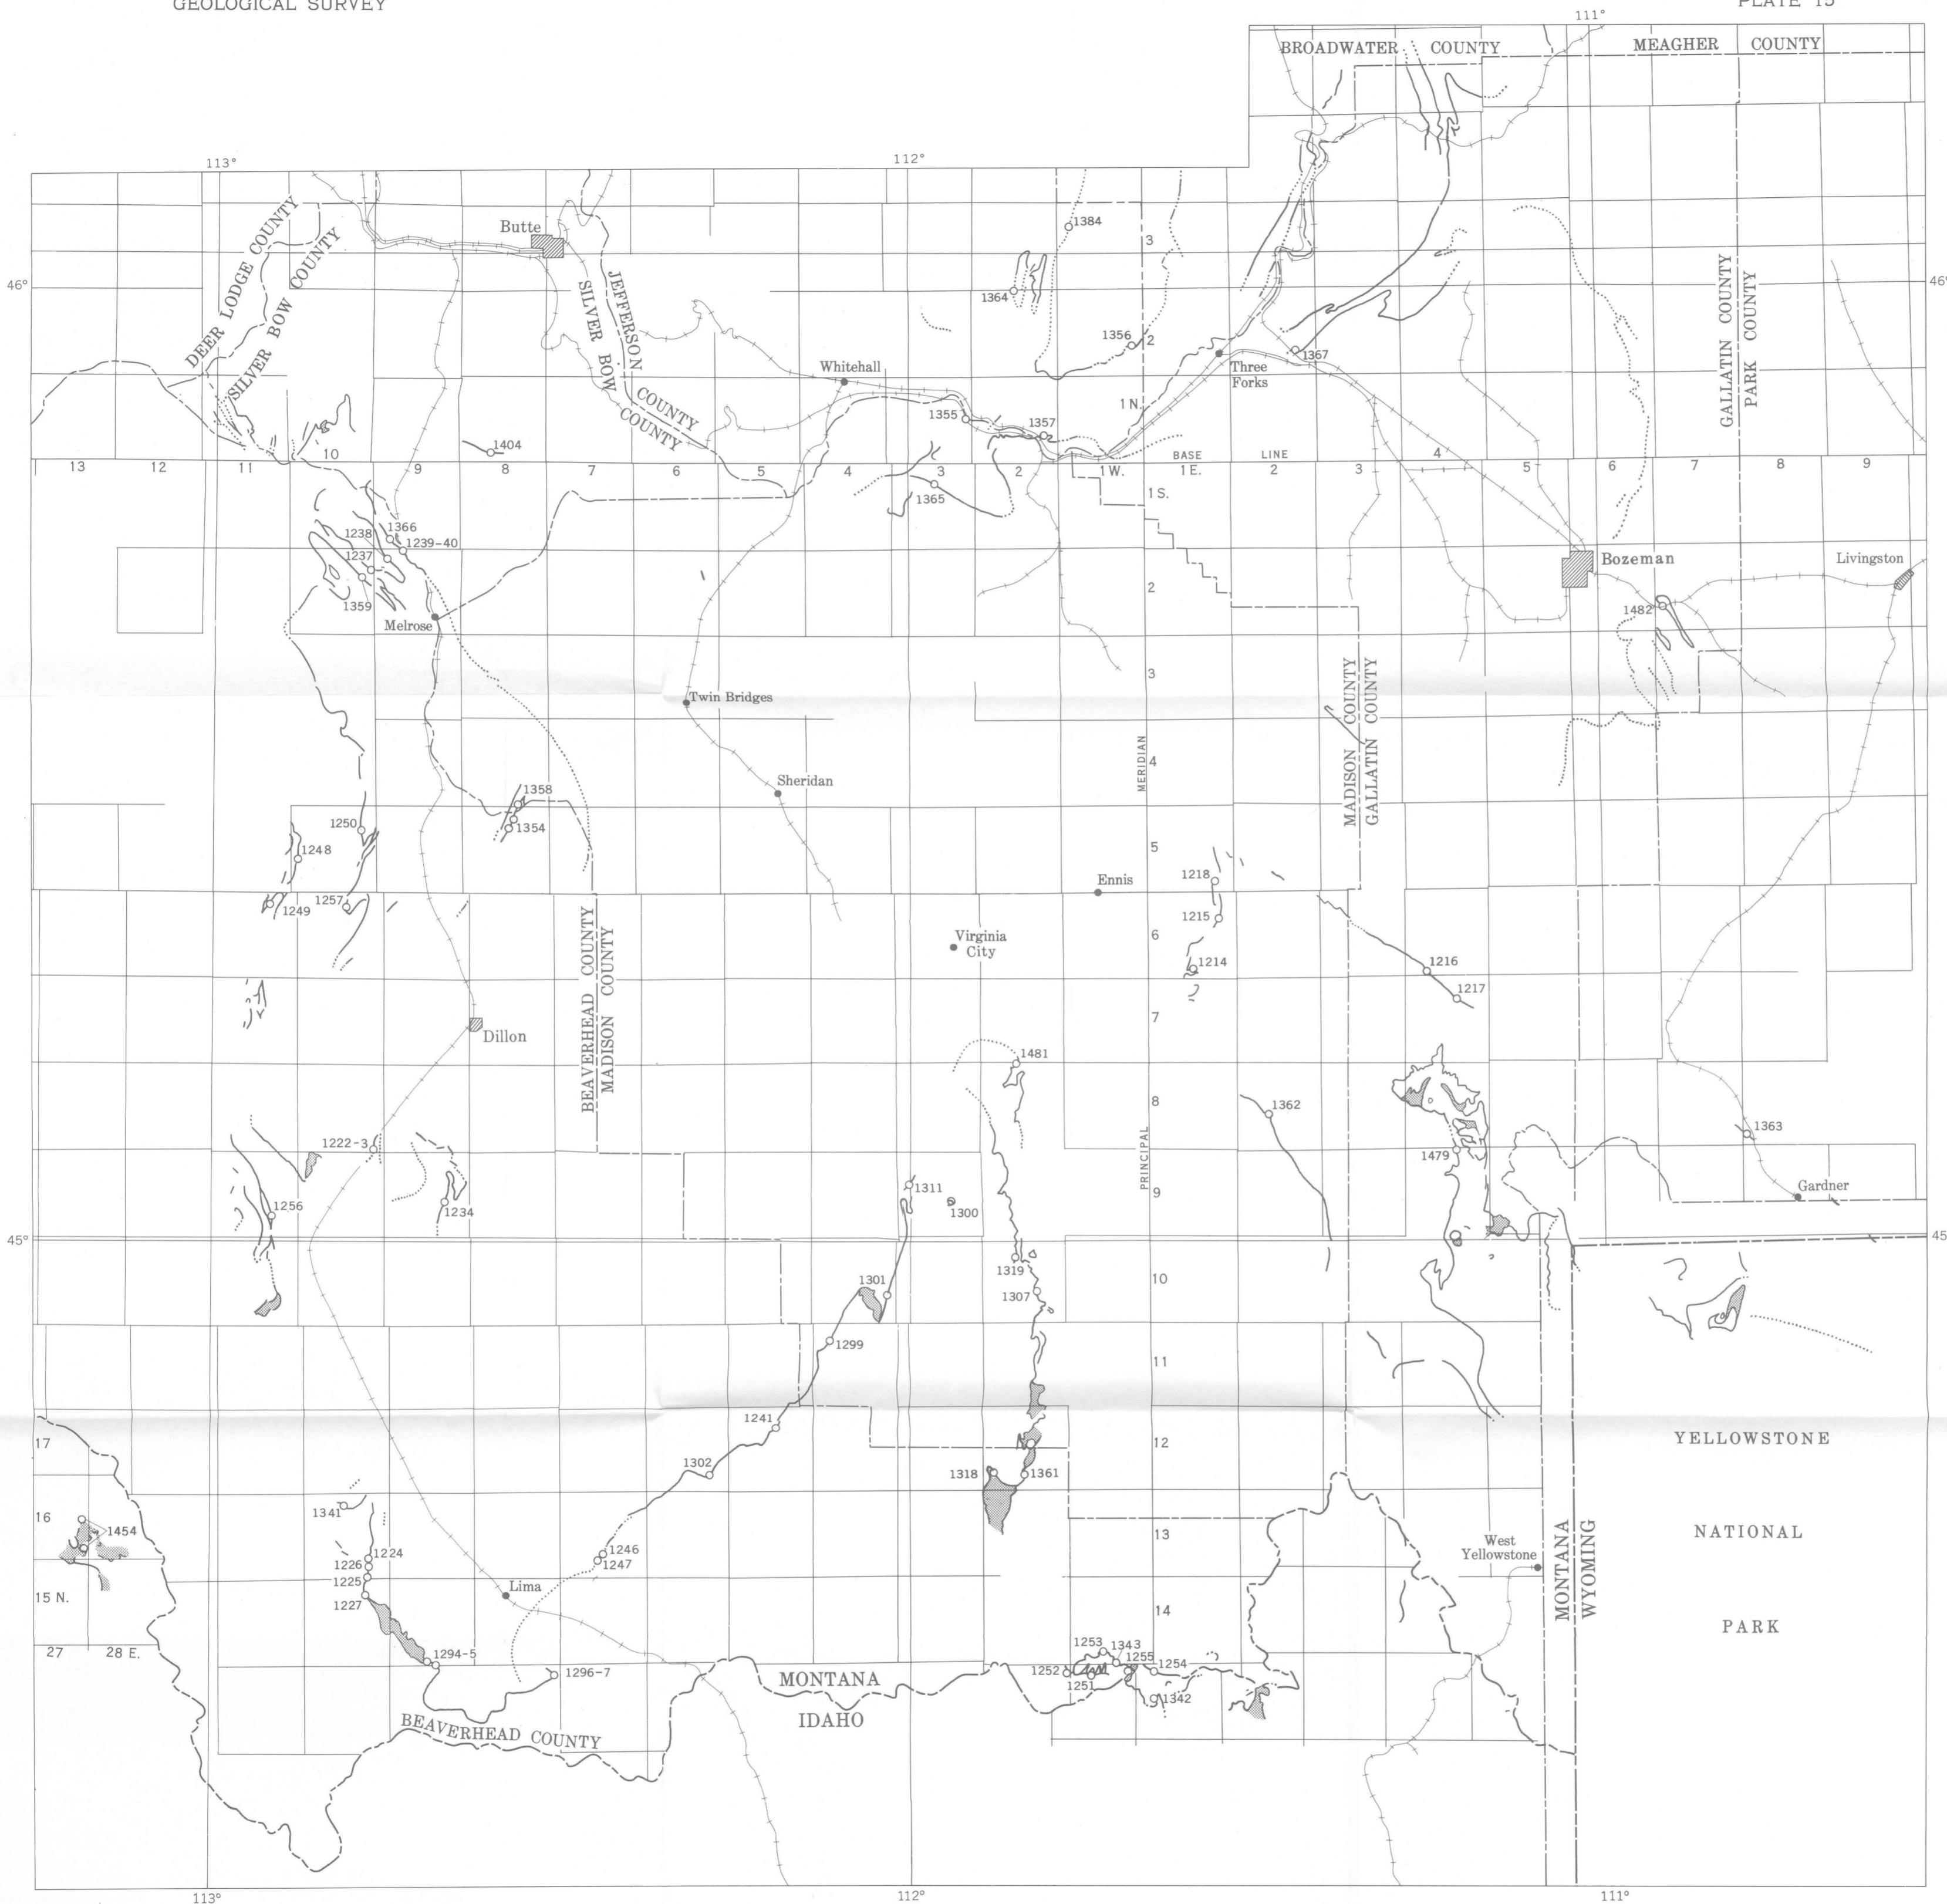 GEOLOGICAL SURVEY
PLATE 15
111°
BROADWATER COUNTY
MEAGHER COUNTY
113°
112°
DEER LODGE COUNTY
SILVER BOW COUNTY
Butte
JEFFERSON COUNTY
SILVER BOW COUNTY
1384
3
46°
46°
1364
1356
2
1367
Whitehall
Three
Forks
GALLATIN COUNTY
PARK COUNTY
1 N.
1355
1357
1404
13
12
11
10
9
8
7
6
5
4
3
2
1 W.
BASE LINE
1 E.
2
3
4
5
6
7
8
9
1 S.
1365
1366
1238
1239-40
1237
1359
Melrose
Bozeman
Livingston
2
1482
3
MADISON COUNTY
GALLATIN COUNTY
Twin Bridges
MERIDIAN
4
Sheridan
1358
1354
1250
1248
5
1218
Ennis
1249
1257
1215
BEAVERHEAD COUNTY
MADISON COUNTY
Virginia
City
6
1214
1216
1217
Dillon
7
1481
8
1362
1222-3
PRINCIPAL
1363
1479
1256
1234
1311
1300
9
Gardner
45°
45
1319
1301
10
1307
1299
11
1241
17
12
YELLOWSTONE
1302
1318
1361
1341
16
1454
13
NATIONAL
West
Yellowstone
MONTANA
WYOMING
1246
1247
1224
1226
1225
15 N.
1227
Lima
14
PARK
27
28 E.
1294-5
1296-7
1253
1343
1255
1254
1252
1251
1342
MONTANA
IDAHO
BEAVERHEAD COUNTY
113°
112°
111°